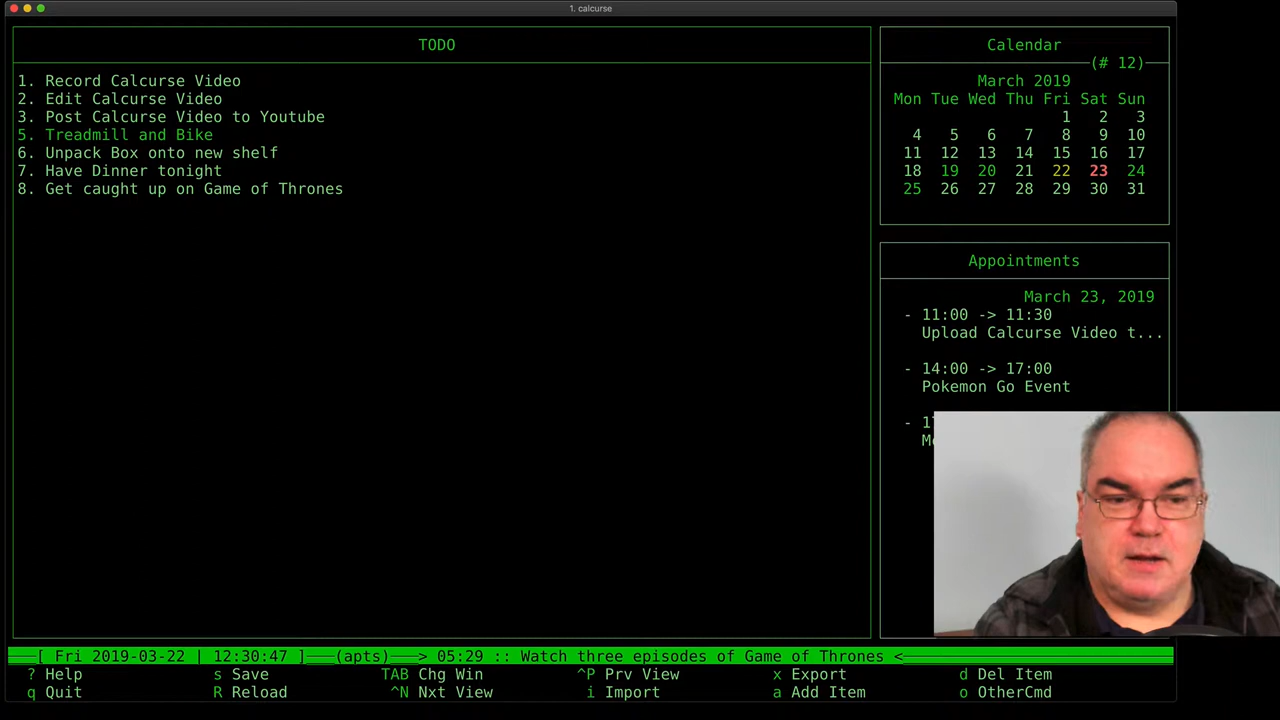 1. calcurse
TODO
1. Record Calcurse Video
2. Edit Calcurse Video
3. Post Calcurse Video to Youtube
5. Treadmill and Bike
6. Unpack Box onto new shelf
7. Have Dinner tonight
8. Get caught up on Game of Thrones
Calendar
(# 12)
March 2019
Mon Tue Wed Thu Fri Sat Sun
1 2 3
4 5 6 7 8 9 10
11 12 13 14 15 16 17
18 19 20 21 22 23 24
25 26 27 28 29 30 31
Appointments
March 23, 2019
- 11:00 -> 11:30
Upload Calcurse Video t...
- 14:00 -> 17:00
Pokemon Go Event
[ Fri 2019-03-22 | 12:30:47 ] (apts) > 05:29 :: Watch three episodes of Game of Thrones <
? Help s Save TAB Chg Win ^P Prv View x Export d Del Item
q Quit R Reload ^N Nxt View i Import a Add Item o OtherCmd